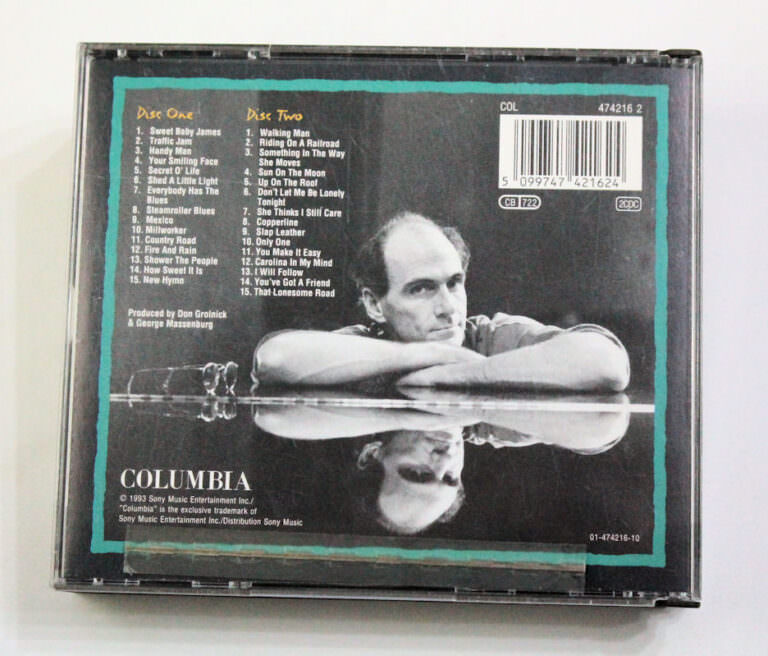 Disc One
1. Sweet Baby James
2. Traffic Jam
3. Handy Man
4. Your Smiling Face
5. Secret O' Life
6. Shed A Little Light
7. Everybody Has The
Blues
8. Steamroller Blues
9. Mexico
10. Millworker
11. Country Road
12. Fire And Rain
13. Shower The People
14. How Sweet It Is
15. New Hymn
Disc Two
1. Walking Man
2. Riding On A Railroad
3. Something In The Way
She Moves
4. Sun On The Moon
5. Up On The Roof
6. Don't Let Me Be Lonely
Tonight
7. She Thinks I Still Care
8. Copperline
9. Slap Leather
10. Only One
11. You Make It Easy
12. Carolina In My Mind
13. I Will Follow
14. You've Got A Friend
15. That Lonesome Road
COL 474216 2
5 099747 421624
CB 722 2CDC
Produced by Don Grolnick
& George Massenburg
COLUMBIA
© 1993 Sony Music Entertainment Inc./
"Columbia" is the exclusive trademark of
Sony Music Entertainment Inc./Distribution Sony Music
01-474216-10